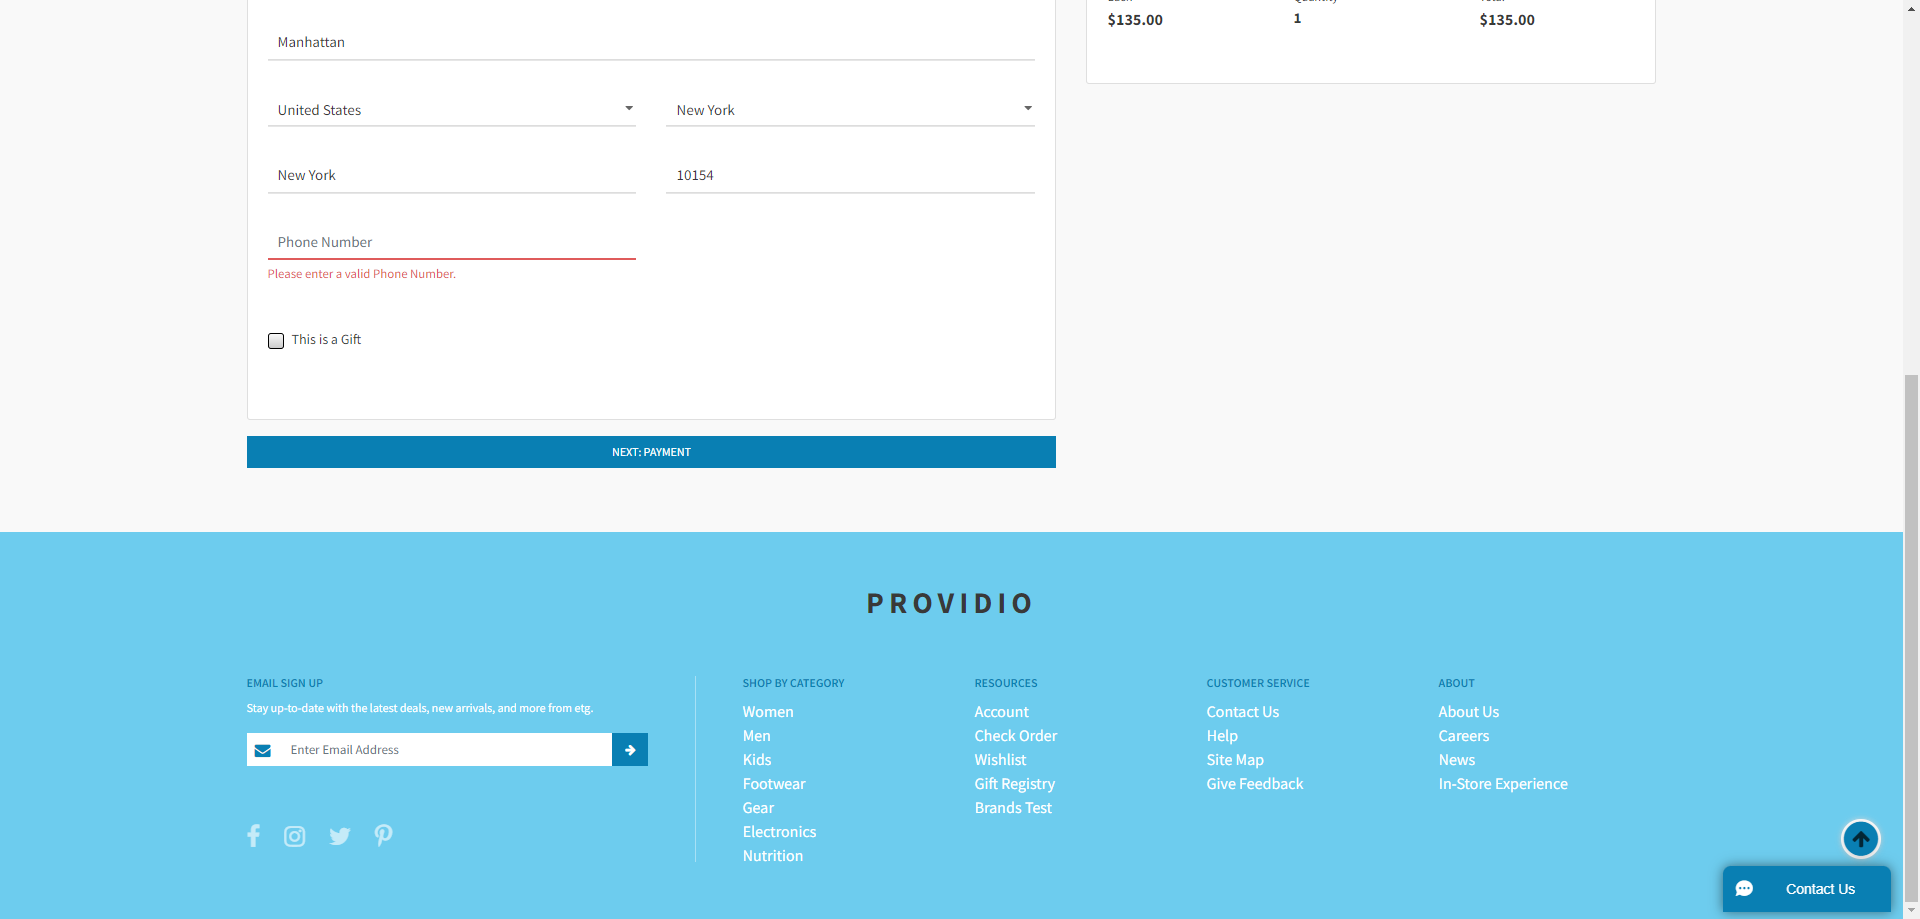 $135.00 1 $135.00
Manhattan
United States New York
New York 10154
Phone Number
Please enter a valid Phone Number.
This is a Gift
NEXT: PAYMENT
PROVIDIO
EMAIL SIGN UP
Stay up-to-date with the latest deals, new arrivals, and more from etg.
Enter Email Address
SHOP BY CATEGORY
Women
Men
Kids
Footwear
Gear
Electronics
Nutrition
RESOURCES
Account
Check Order
Wishlist
Gift Registry
Brands Test
CUSTOMER SERVICE
Contact Us
Help
Site Map
Give Feedback
ABOUT
About Us
Careers
News
In-Store Experience
Contact Us